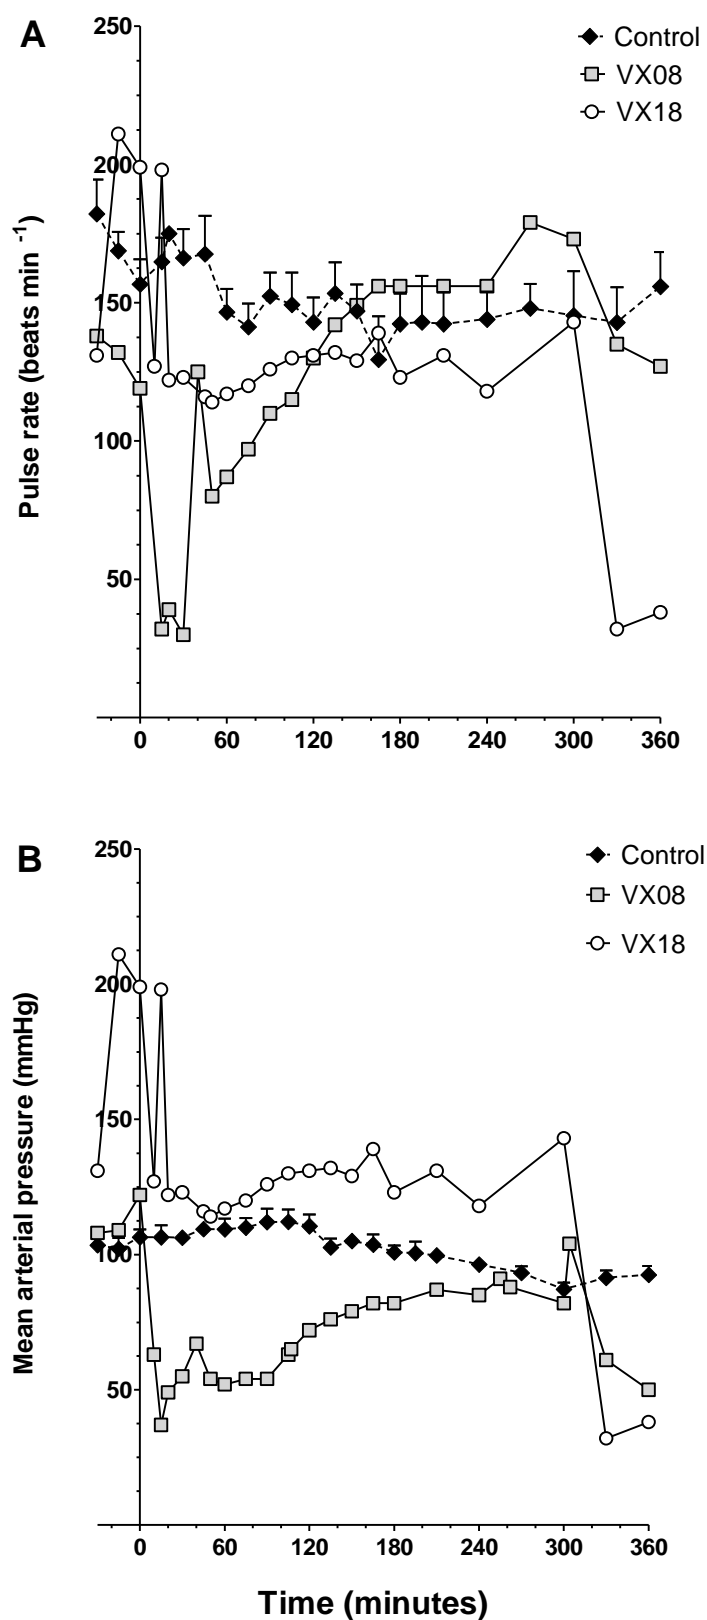 A
250
Control
VX08
VX18
200
150
100
50
Pulse rate (beats min -1)
0 60 120 180 240 300 360
B
250
Control
VX08
VX18
200
150
100
50
Mean arterial pressure (mmHg)
0 60 120 180 240 300 360
Time (minutes)